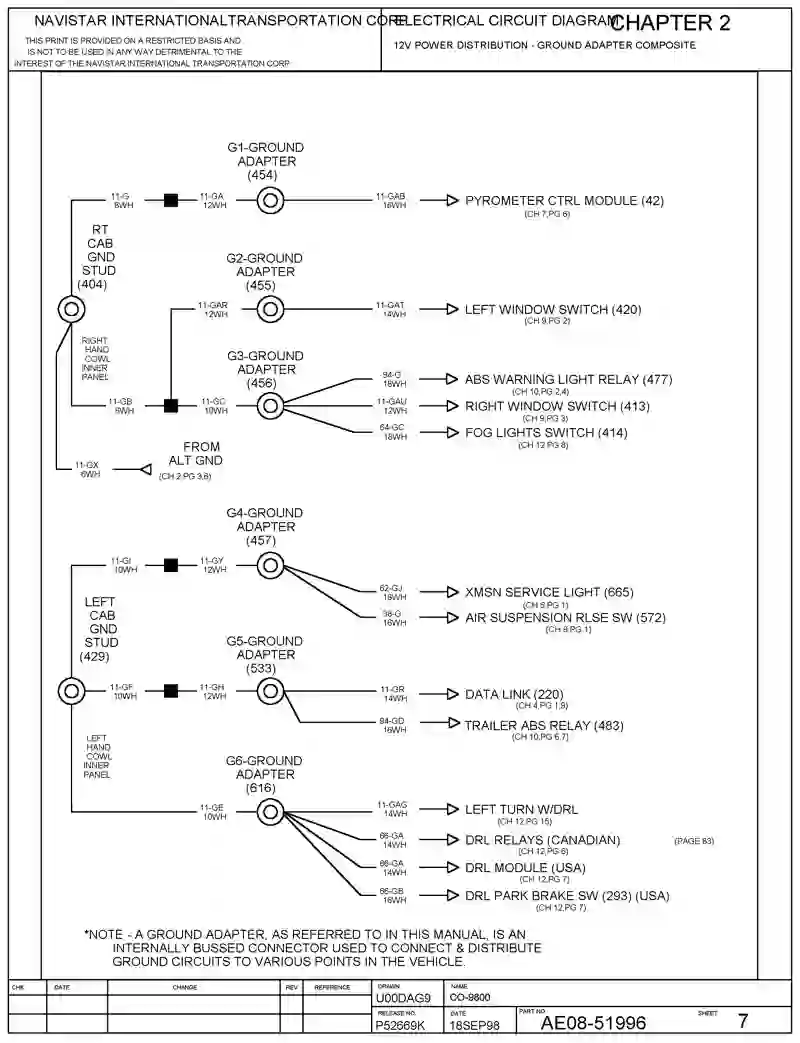 NAVISTAR INTERNATIONALTRANSPORTATION CORP
ELECTRICAL CIRCUIT DIAGRAM
CHAPTER 2
THIS PRINT IS PROVIDED ON A RESTRICTED BASIS AND
IS NOT TO BE USED IN ANY WAY DETRIMENTAL TO THE
INTEREST OF THE NAVISTAR INTERNATIONAL TRANSPORTATION CORP
12V POWER DISTRIBUTION - GROUND ADAPTER COMPOSITE
G1-GROUND
ADAPTER
(454)
11-G
8WH
11-GA
12WH
11-GAB
16WH
PYROMETER CTRL MODULE (42)
(CH 7,PG 6)
RT
CAB
GND
STUD
(404)
G2-GROUND
ADAPTER
(455)
11-GAR
12WH
11-GAT
14WH
LEFT WINDOW SWITCH (420)
(CH 9,PG 2)
RIGHT
HAND
COWL
INNER
PANEL
G3-GROUND
ADAPTER
(456)
94-G
18WH
ABS WARNING LIGHT RELAY (477)
(CH 10,PG 2,4)
11-GB
11-GC
10WH
11-GAU
12WH
RIGHT WINDOW SWITCH (413)
(CH 9,PG 3)
64-GC
18WH
FOG LIGHTS SWITCH (414)
(CH 12,PG 8)
FROM
ALT GND
11-GX
6WH
(CH 2,PG 3,6)
G4-GROUND
ADAPTER
(457)
11-GI
10WH
11-GY
12WH
62-GJ
18WH
XMSN SERVICE LIGHT (665)
(CH 9,PG 1)
98-G
16WH
AIR SUSPENSION RLSE SW (572)
(CH 8,PG 1)
LEFT
CAB
GND
STUD
(429)
G5-GROUND
ADAPTER
(533)
11-GF
10WH
11-GH
12WH
11-GR
14WH
DATA LINK (220)
(CH 4,PG 1,9)
94-GD
16WH
TRAILER ABS RELAY (483)
(CH 10,PG 6,7)
LEFT
HAND
COWL
INNER
PANEL
G6-GROUND
ADAPTER
(616)
11-GE
10WH
11-GAG
14WH
LEFT TURN W/DRL
(CH 12,PG 15)
66-GA
14WH
DRL RELAYS (CANADIAN)
(CH 12,PG 6)
(PAGE 83)
66-GA
14WH
DRL MODULE (USA)
(CH 12,PG 7)
66-GB
16WH
DRL PARK BRAKE SW (293) (USA)
(CH 12,PG 7)
*NOTE - A GROUND ADAPTER, AS REFERRED TO IN THIS MANUAL, IS AN
INTERNALLY BUSSED CONNECTOR USED TO CONNECT & DISTRIBUTE
GROUND CIRCUITS TO VARIOUS POINTS IN THE VEHICLE.
CHK DATE CHANGE REV REFERENCE
DRAWN
U00DAG9
NAME
CO-9800
RELEASE NO.
P52669K
DATE
18SEP98
PART NO.
AE08-51996
SHEET 7